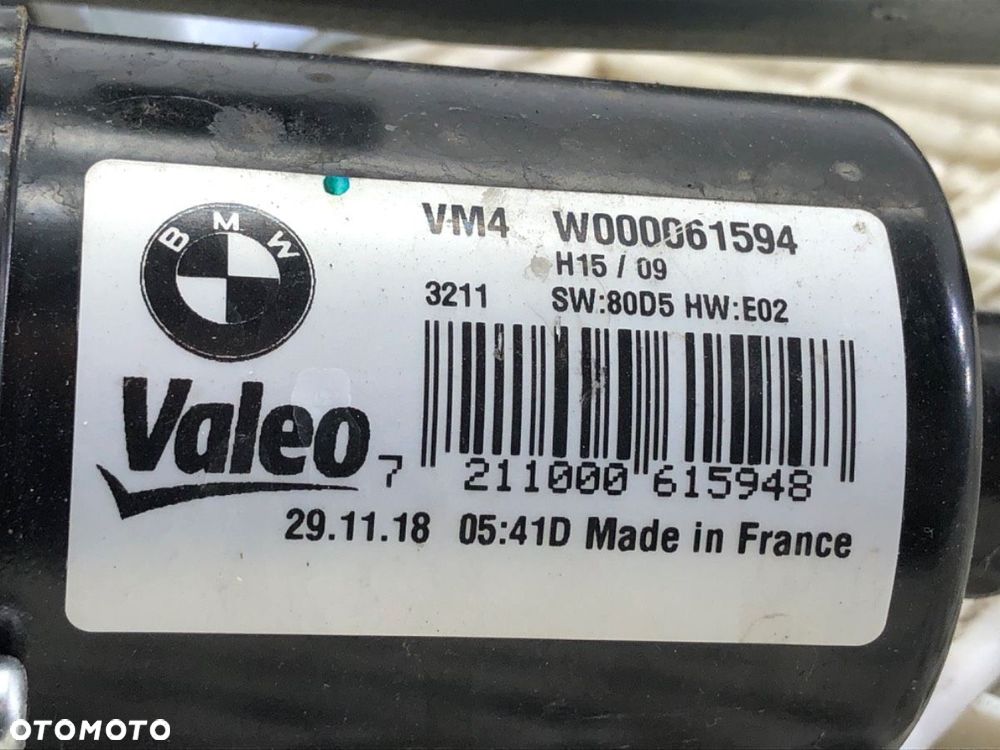 BMW
VM4 W000061594
H15 / 09
3211 SW:80D5 HW:E02
Valeo
7 211000 615948
29.11.18 05:41D Made in France
OTOMOTO